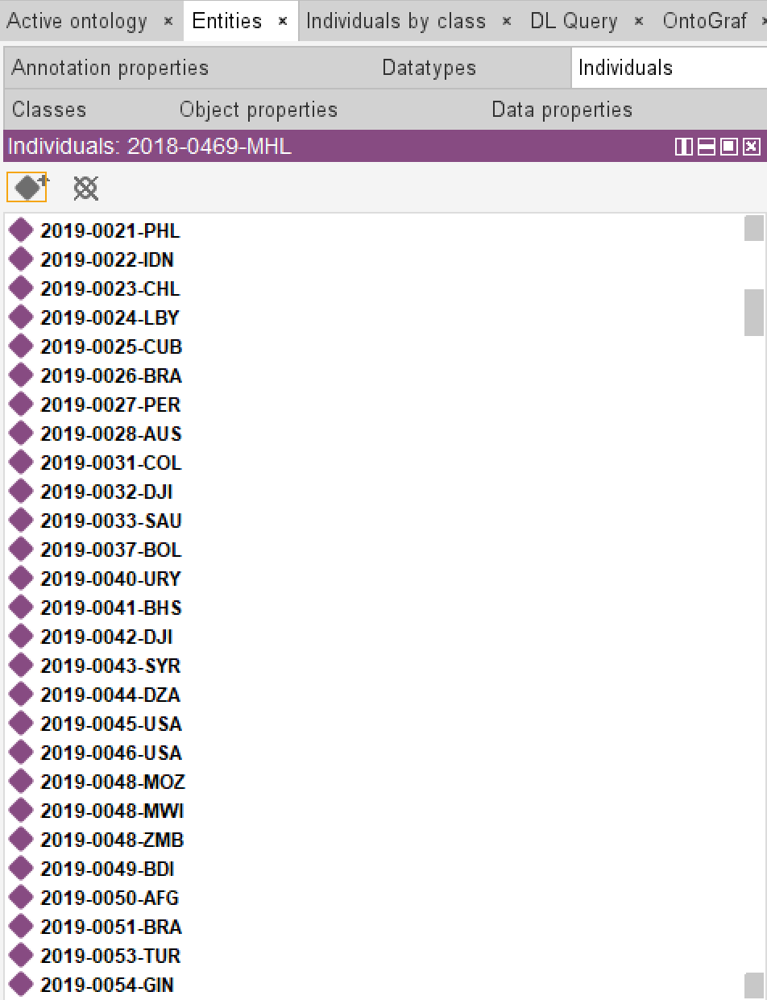 Active ontology × Entities × Individuals by class × DL Query × OntoGraf ×
Annotation properties Datatypes Individuals
Classes Object properties Data properties
Individuals: 2018-0469-MHL
2019-0021-PHL
2019-0022-IDN
2019-0023-CHL
2019-0024-LBY
2019-0025-CUB
2019-0026-BRA
2019-0027-PER
2019-0028-AUS
2019-0031-COL
2019-0032-DJI
2019-0033-SAU
2019-0037-BOL
2019-0040-URY
2019-0041-BHS
2019-0042-DJI
2019-0043-SYR
2019-0044-DZA
2019-0045-USA
2019-0046-USA
2019-0048-MOZ
2019-0048-MWI
2019-0048-ZMB
2019-0049-BDI
2019-0050-AFG
2019-0051-BRA
2019-0053-TUR
2019-0054-GIN